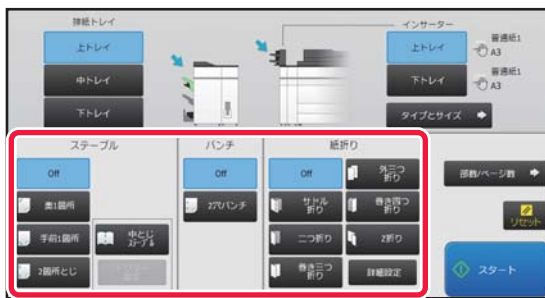 排紙トレイ
上トレイ
中トレイ
下トレイ
インサーター
上トレイ
普通紙1
A3
下トレイ
普通紙1
A3
タイプとサイズ
ステープル
Off
奥1箇所
手前1箇所
2箇所とじ
中とじ
ステープル
パンチ
Off
2穴パンチ
紙折り
Off
外三つ
折り
サドル
折り
巻き四つ
折り
二つ折り
Z折り
巻き三つ
折り
詳細設定
部数/ページ数
リセット
スタート